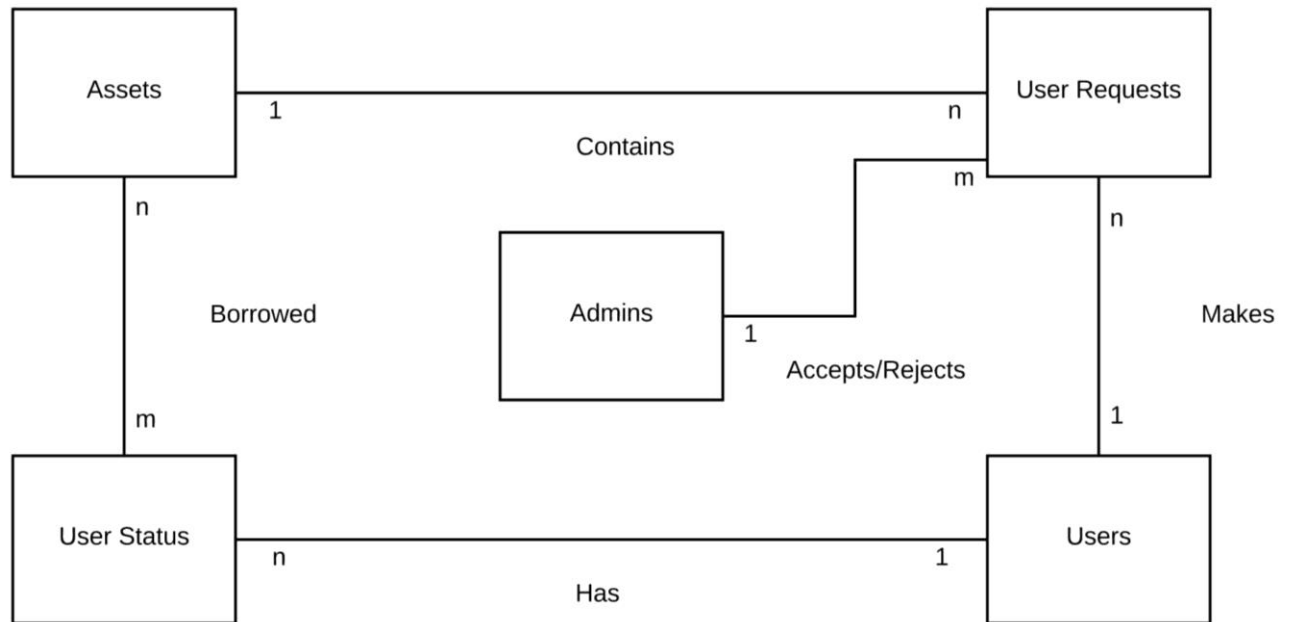 Assets
User Requests
1
n
Contains
m
n
n
Admins
Borrowed
Makes
1
Accepts/Rejects
m
1
User Status
Users
n
1
Has